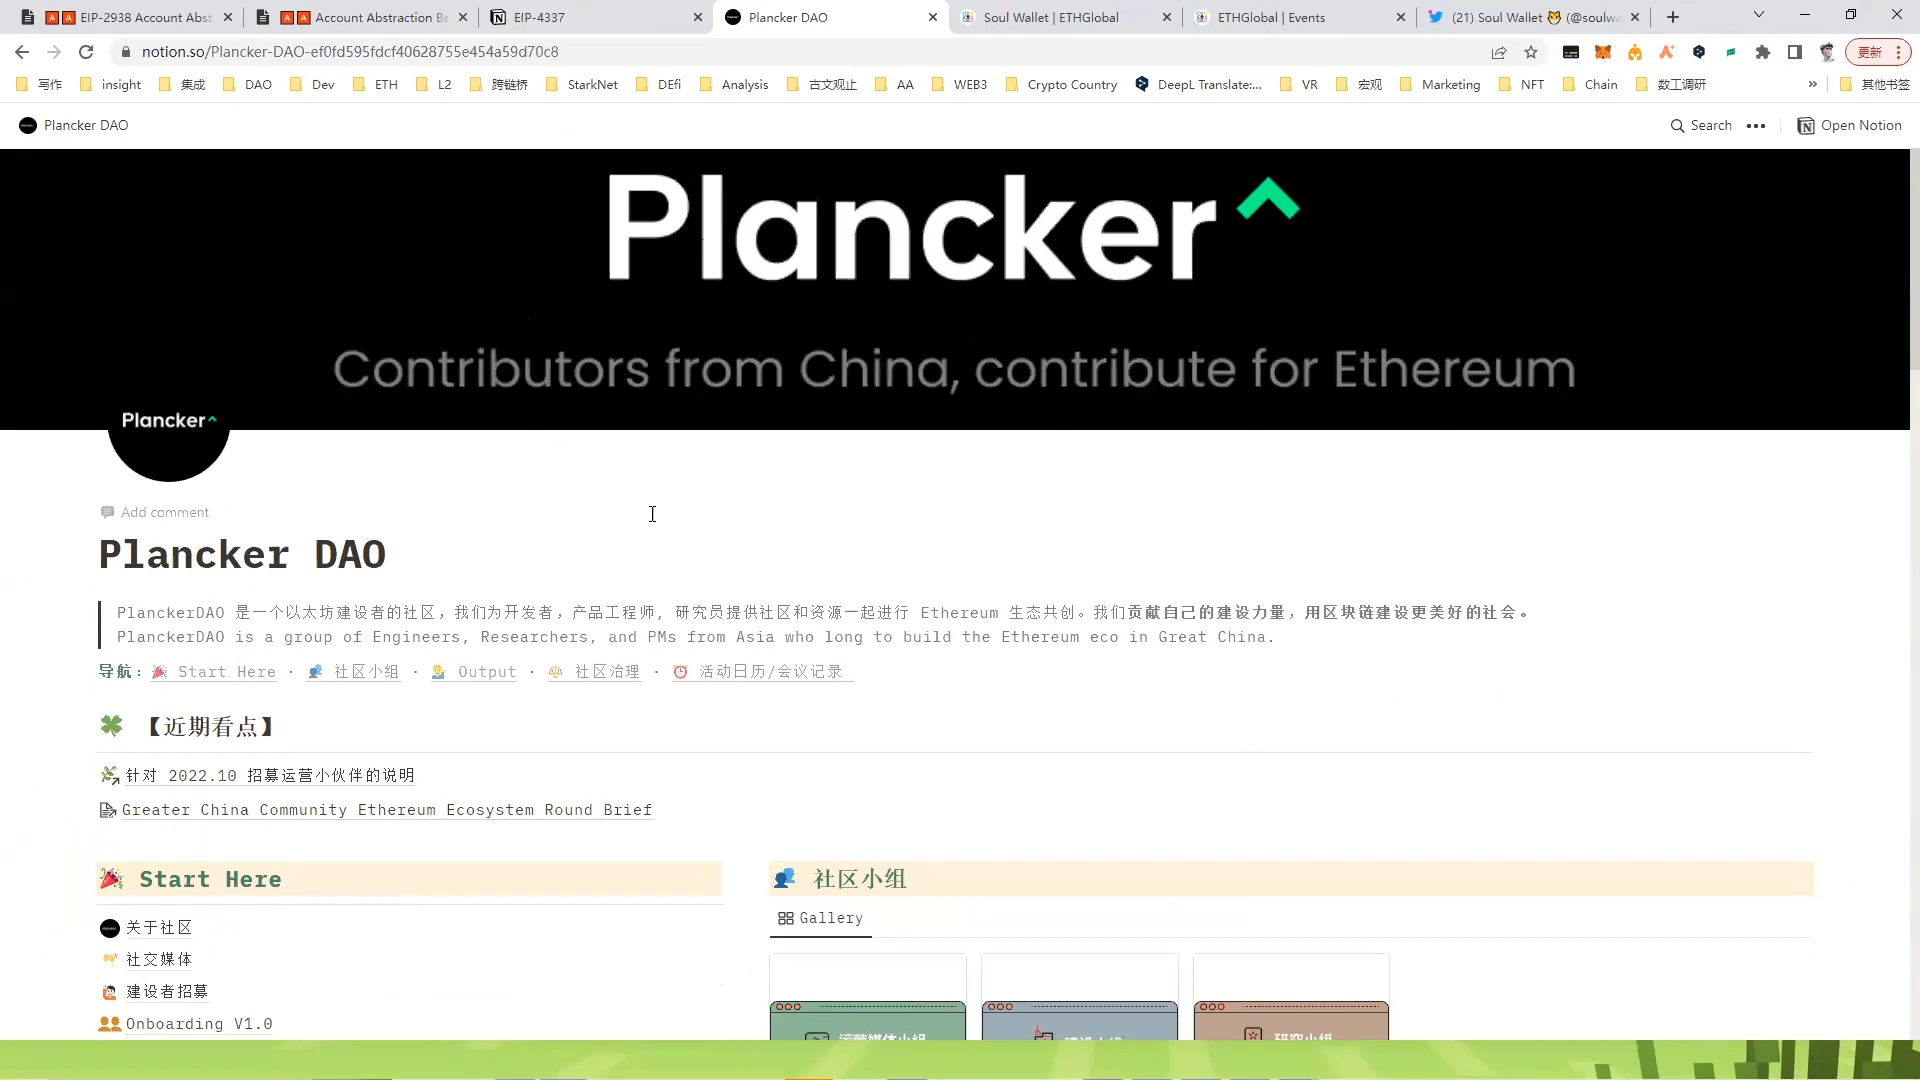 EIP-2938 Account Abst
Account Abstraction Be
EIP-4337
Plancker DAO
Soul Wallet | ETHGlobal
ETHGlobal | Events
(21) Soul Wallet 🐱 (@soulwa
notion.so/Plancker-DAO-ef0fd595fdcf40628755e454a59d70c8
更新
写作 insight 集成 DAO Dev ETH L2 跨链桥 StarkNet DEfi Analysis 古文观止 AA WEB3 Crypto Country DeepL Translate:... VR 宏观 Marketing NFT Chain 数工调研 » 其他书签
Plancker DAO
Search ••• Open Notion
Plancker^
Contributors from China, contribute for Ethereum
Plancker^
Add comment
Plancker DAO
PlanckerDAO 是一个以太坊建设者的社区，我们为开发者，产品工程师，研究员提供社区和资源一起进行 Ethereum 生态共创。我们贡献自己的建设力量，用区块链建设更美好的社会。
PlanckerDAO is a group of Engineers, Researchers, and PMs from Asia who long to build the Ethereum eco in Great China.
导航：🎉 Start Here · 👥 社区小组 · 💁 Output · ⚖️ 社区治理 · ⏰ 活动日历/会议记录
🍀 【近期看点】
针对 2022.10 招募运营小伙伴的说明
Greater China Community Ethereum Ecosystem Round Brief
🎉 Start Here
👥 社区小组
关于社区
Gallery
社交媒体
建设者招募
Onboarding V1.0
运营媒体小组
研究小组